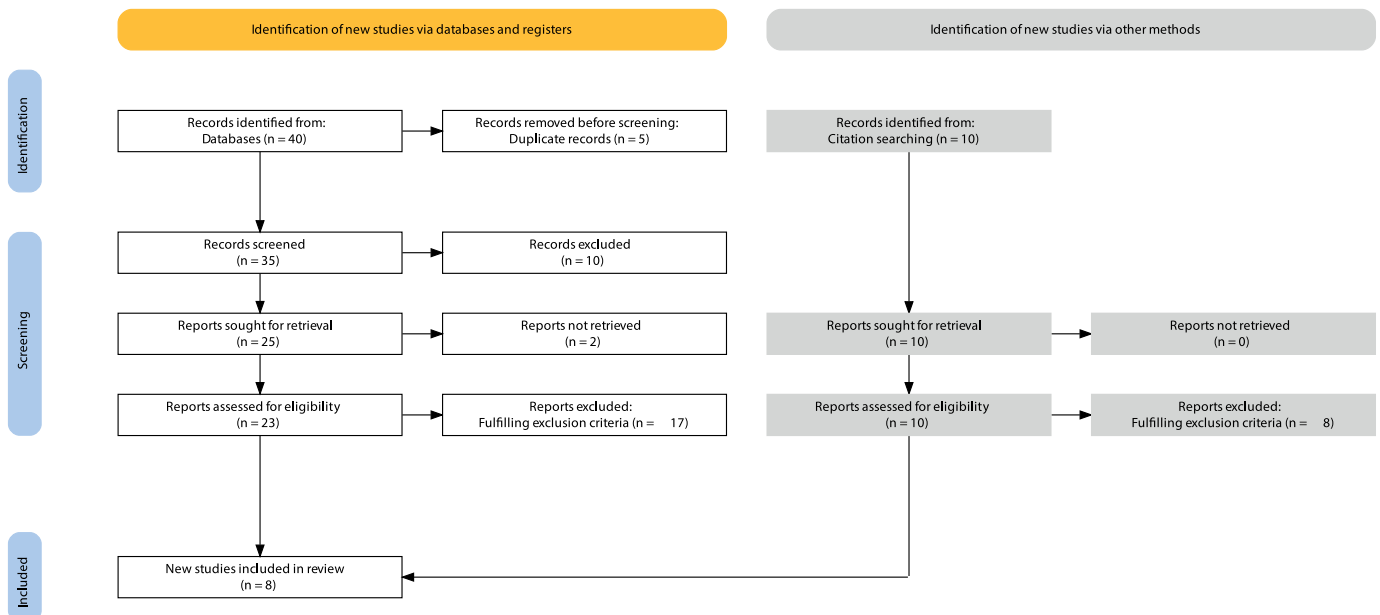 Identification of new studies via databases and registers
Identification of new studies via other methods
Identification
Records identified from:
Databases (n = 40)
Records removed before screening:
Duplicate records (n = 5)
Records identified from:
Citation searching (n = 10)
Screening
Records screened
(n = 35)
Records excluded
(n = 10)
Reports sought for retrieval
(n = 25)
Reports not retrieved
(n = 2)
Reports sought for retrieval
(n = 10)
Reports not retrieved
(n = 0)
Reports assessed for eligibility
(n = 23)
Reports excluded:
Fulfilling exclusion criteria (n = 17)
Reports assessed for eligibility
(n = 10)
Reports excluded:
Fulfilling exclusion criteria (n = 8)
Included
New studies included in review
(n = 8)